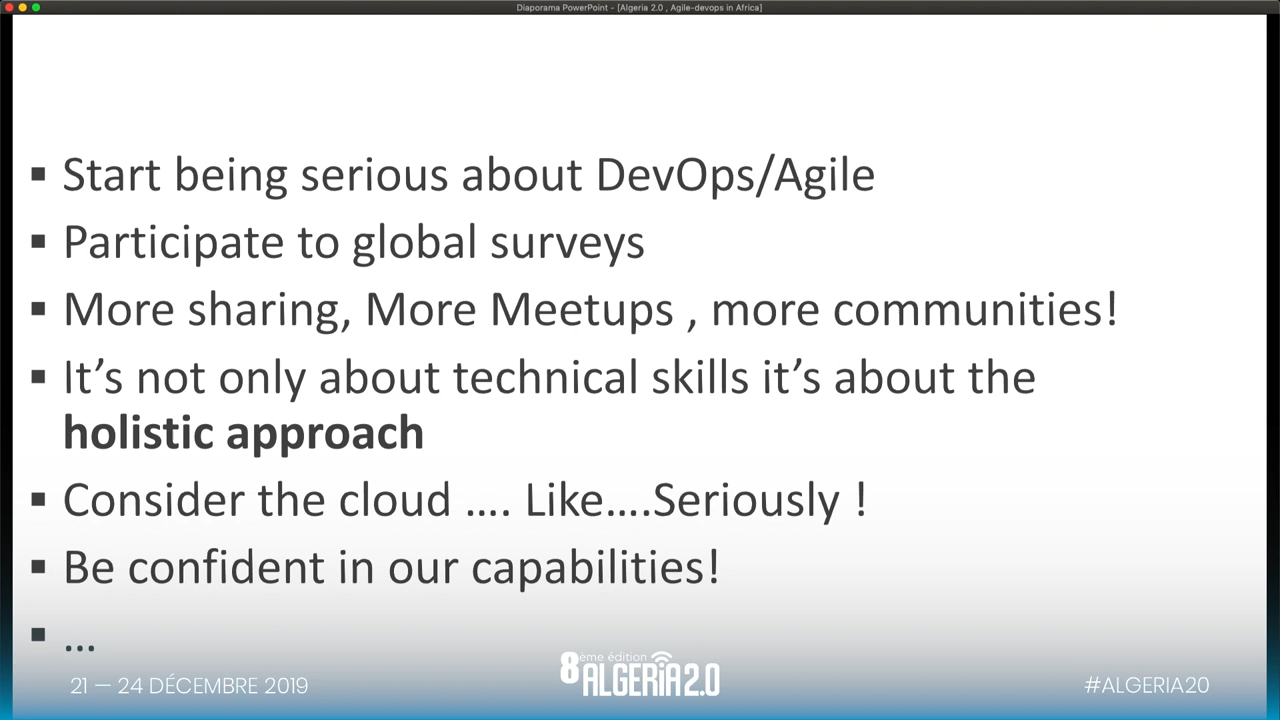 Diaporama PowerPoint - [Algeria 2.0 , Agile-devops in Africa]
▪ Start being serious about DevOps/Agile
▪ Participate to global surveys
▪ More sharing, More Meetups , more communities!
▪ It’s not only about technical skills it’s about the
holistic approach
▪ Consider the cloud …. Like….Seriously !
▪ Be confident in our capabilities!
▪ …
8ème édition
ALGERiA2.0
21 — 24 DÉCEMBRE 2019
#ALGERIA20